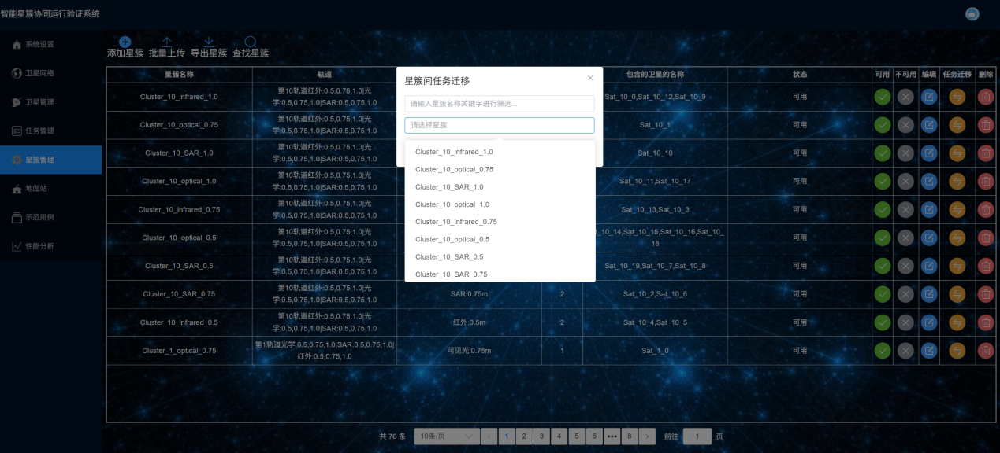 智能星簇协同运行验证系统
系统设置
卫星网络
卫星管理
任务管理
星簇管理
地面站
示范用例
性能分析
添加星簇 批量上传 导出星簇 查找星簇
星簇名称 轨道 包含的卫星的名称 状态 可用 不可用 编辑 任务迁移 删除
Cluster_10_infrared_1.0 第10轨道红外:0.5,0.75,1.0|光 Sat_10_0,Sat_10_12,Sat_10_9 可用
学:0.5,0.75,1.0|SAR:0.5,0.75,1.0
Cluster_10_optical_0.75 第10轨道红外:0.5,0.75,1.0|光 Sat_10_1 可用
学:0.5,0.75,1.0|SAR:0.5,0.75,1.0
Cluster_10_SAR_1.0 第10轨道红外:0.5,0.75,1.0|光 Sat_10_10 可用
学:0.5,0.75,1.0|SAR:0.5,0.75,1.0
Cluster_10_optical_1.0 第10轨道红外:0.5,0.75,1.0|光 Sat_10_11,Sat_10_17 可用
学:0.5,0.75,1.0|SAR:0.5,0.75,1.0
Cluster_10_infrared_0.75 第10轨道红外:0.5,0.75,1.0|光 Sat_10_13,Sat_10_3 可用
学:0.5,0.75,1.0|SAR:0.5,0.75,1.0
Cluster_10_optical_0.5 第10轨道红外:0.5,0.75,1.0|光 t_10_14,Sat_10_15,Sat_10_16,Sat_10_ 可用
学:0.5,0.75,1.0|SAR:0.5,0.75,1.0 18
Cluster_10_SAR_0.5 第10轨道红外:0.5,0.75,1.0|光 Sat_10_19,Sat_10_7,Sat_10_8 可用
学:0.5,0.75,1.0|SAR:0.5,0.75,1.0
Cluster_10_SAR_0.75 第10轨道红外:0.5,0.75,1.0|光 SAR:0.75m 2 Sat_10_2,Sat_10_6 可用
学:0.5,0.75,1.0|SAR:0.5,0.75,1.0
Cluster_10_infrared_0.5 第10轨道红外:0.5,0.75,1.0|光 红外:0.5m 2 Sat_10_4,Sat_10_5 可用
学:0.5,0.75,1.0|SAR:0.5,0.75,1.0
Cluster_1_optical_0.75 第1轨道光学:0.5,0.75,1.0|SAR:0.5,0.75,1.0| 可见光:0.75m 1 Sat_1_0 可用
红外:0.5,0.75,1.0
星簇间任务迁移
请输入星簇名称关键字进行筛选...
请选择星簇
Cluster_10_infrared_1.0
Cluster_10_optical_0.75
Cluster_10_SAR_1.0
Cluster_10_optical_1.0
Cluster_10_infrared_0.75
Cluster_10_optical_0.5
Cluster_10_SAR_0.5
Cluster_10_SAR_0.75
共 76 条 10条/页 1 2 3 4 5 6 ••• 8 前往 1 页